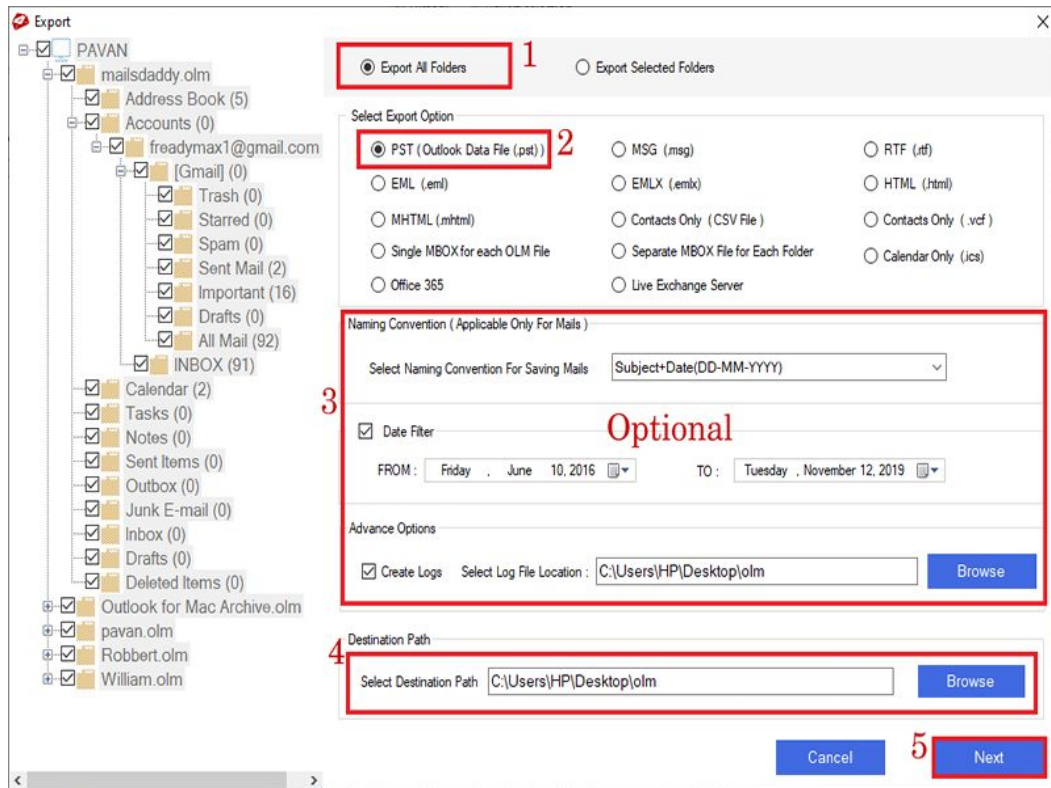 Export
PAVAN
mailsdaddy.olm
Address Book (5)
Accounts (0)
freadymax1@gmail.com
[Gmail] (0)
Trash (0)
Starred (0)
Spam (0)
Sent Mail (2)
Important (16)
Drafts (0)
All Mail (92)
INBOX (91)
Calendar (2)
Tasks (0)
Notes (0)
Sent Items (0)
Outbox (0)
Junk E-mail (0)
Inbox (0)
Drafts (0)
Deleted Items (0)
Outlook for Mac Archive.olm
pavan.olm
Robbert.olm
William.olm
Export All Folders 1 Export Selected Folders
Select Export Option
PST (Outlook Data File (.pst)) 2 MSG (.msg) RTF (.rtf)
EML (.eml) EMLX (.emlx) HTML (.html)
MHTML (.mhtml) Contacts Only ( CSV File ) Contacts Only ( .vcf )
Single MBOX for each OLM File Separate MBOX File for Each Folder Calendar Only (.ics)
Office 365 Live Exchange Server
Naming Convention ( Applicable Only For Mails )
Select Naming Convention For Saving Mails Subject+Date(DD-MM-YYYY)
3
Date Filter Optional
FROM : Friday , June 10, 2016 TO : Tuesday , November 12, 2019
Advance Options
Create Logs Select Log File Location : C:\Users\HP\Desktop\olm Browse
Destination Path
4
Select Destination Path C:\Users\HP\Desktop\olm Browse
Cancel 5 Next